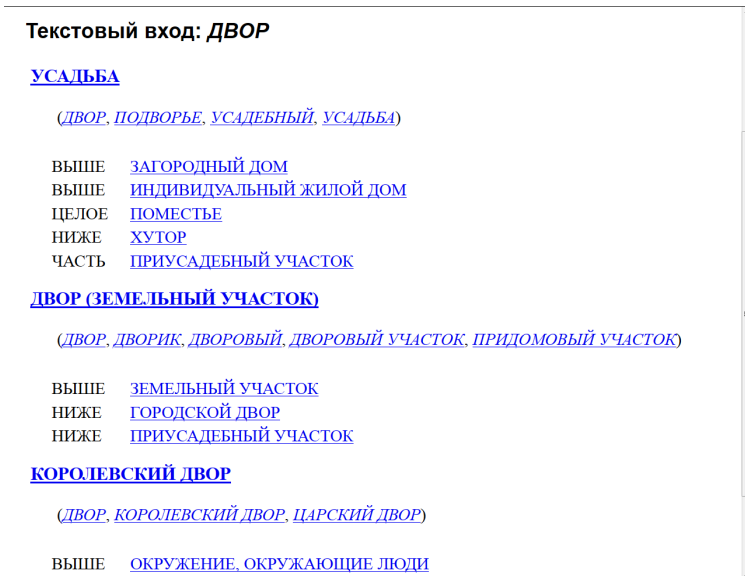 Текстовый вход: ДВОР
УСАДЬБА
(ДВОР, ПОДВОРЬЕ, УСАДЕБНЫЙ, УСАДЬБА)
ВЫШЕ ЗАГОРОДНЫЙ ДОМ
ВЫШЕ ИНДИВИДУАЛЬНЫЙ ЖИЛОЙ ДОМ
ЦЕЛОЕ ПОМЕСТЬЕ
НИЖЕ ХУТОР
ЧАСТЬ ПРИУСАДЕБНЫЙ УЧАСТОК
ДВОР (ЗЕМЕЛЬНЫЙ УЧАСТОК)
(ДВОР, ДВОРИК, ДВОРОВЫЙ, ДВОРОВЫЙ УЧАСТОК, ПРИДОМОВЫЙ УЧАСТОК)
ВЫШЕ ЗЕМЕЛЬНЫЙ УЧАСТОК
НИЖЕ ГОРОДСКОЙ ДВОР
НИЖЕ ПРИУСАДЕБНЫЙ УЧАСТОК
КОРОЛЕВСКИЙ ДВОР
(ДВОР, КОРОЛЕВСКИЙ ДВОР, ЦАРСКИЙ ДВОР)
ВЫШЕ ОКРУЖЕНИЕ, ОКРУЖАЮЩИЕ ЛЮДИ